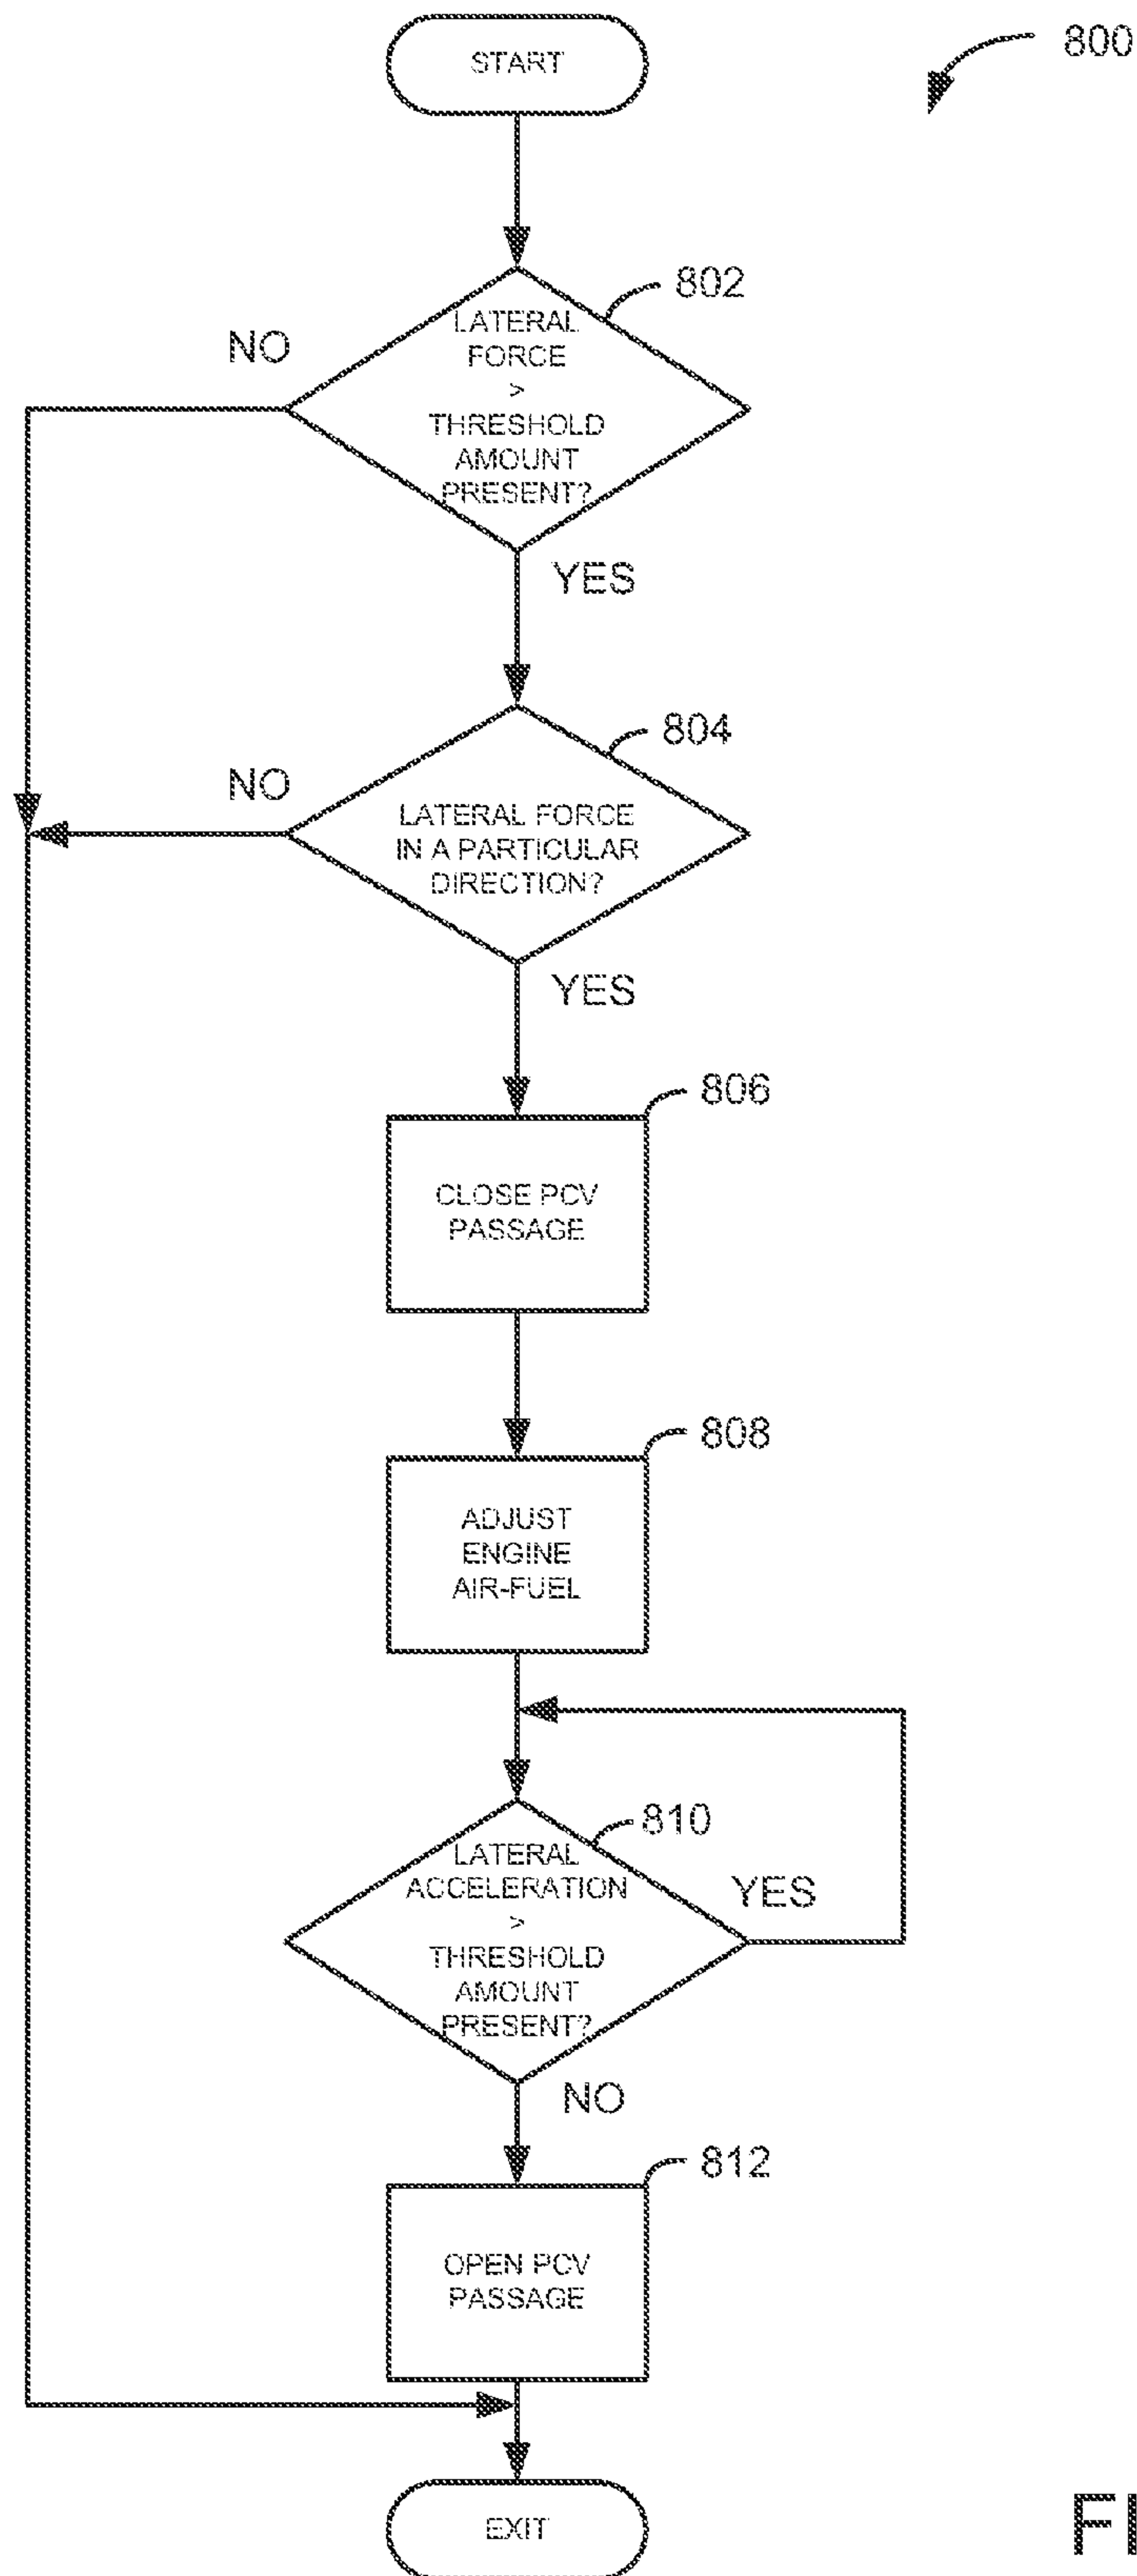 800
START
802
NO
LATERAL
FORCE
>
THRESHOLD
AMOUNT
PRESENT?
YES
804
NO
LATERAL FORCE
IN A PARTICULAR
DIRECTION?
YES
806
CLOSE PCV
PASSAGE
808
ADJUST
ENGINE
AIR-FUEL
810
LATERAL
ACCELERATION
>
THRESHOLD
AMOUNT
PRESENT?
YES
NO
812
OPEN PCV
PASSAGE
EXIT
FI